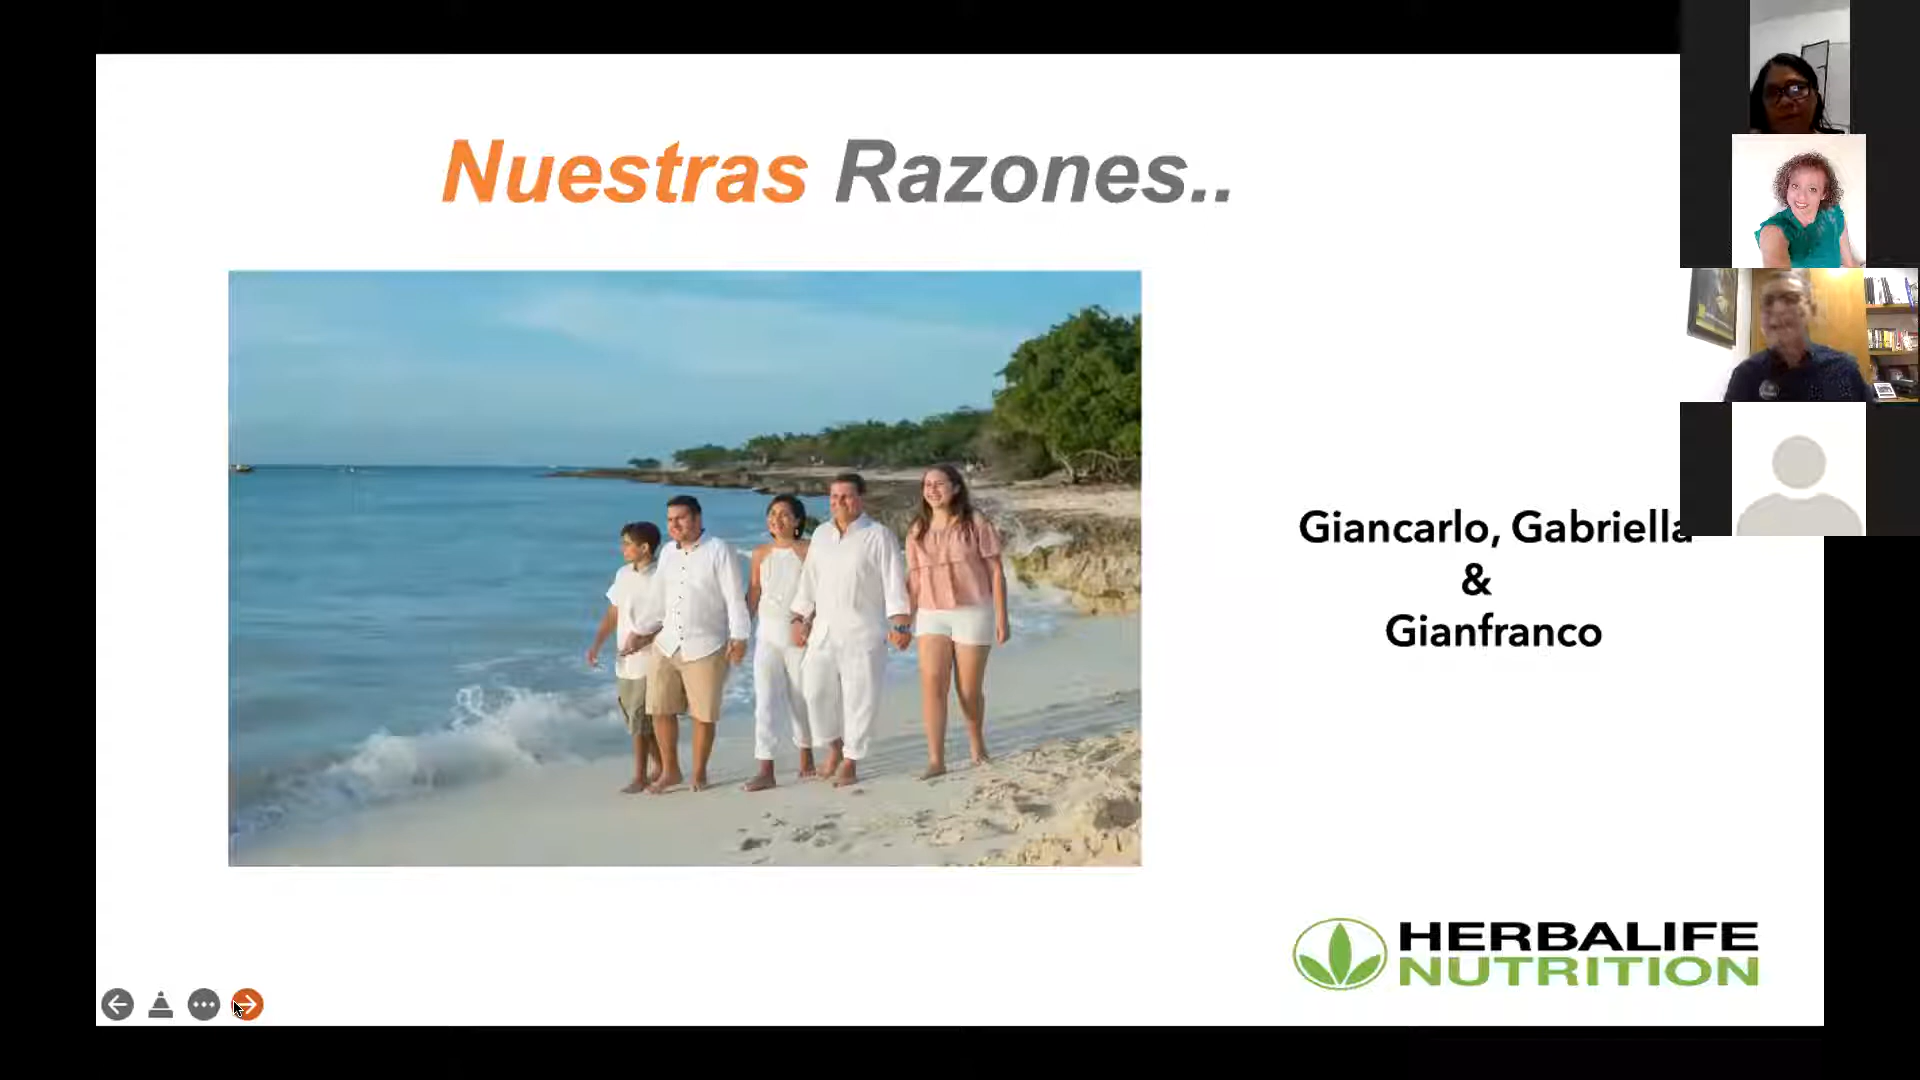 Nuestras Razones..
Giancarlo, Gabriella
&
Gianfranco
HERBALIFE
NUTRITION